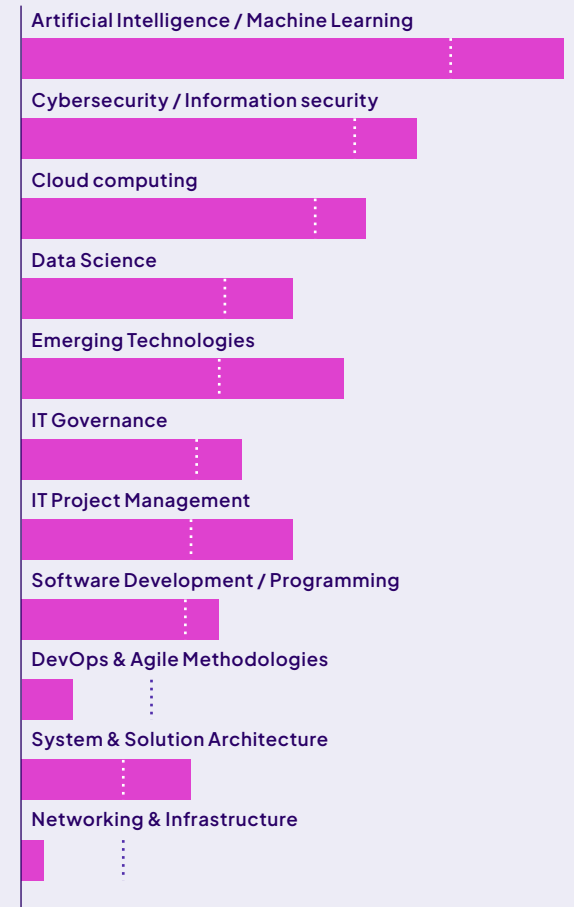 Artificial Intelligence / Machine Learning
Cybersecurity / Information security
Cloud computing
Data Science
Emerging Technologies
IT Governance
IT Project Management
Software Development / Programming
DevOps & Agile Methodologies
System & Solution Architecture
Networking & Infrastructure